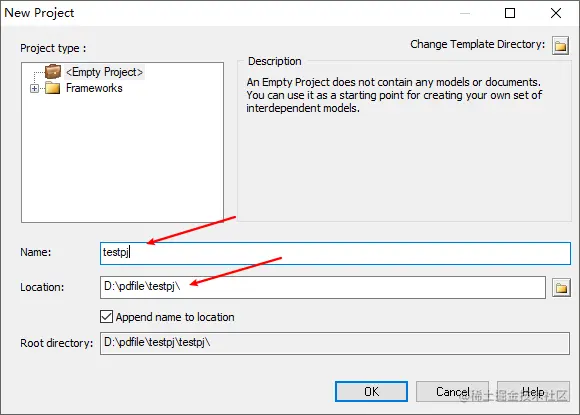 New Project
Project type :
Change Template Directory:
<Empty Project>
Frameworks
Description
An Empty Project does not contain any models or documents.
You can use it as a starting point for creating your own set of
interdependent models.
Name:
testpj
Location:
D:\pdfile\testpj\
Append name to location
Root directory:
D:\pdfile\testpj\testpj\
OK
Cancel
Help
@稀土掘金技术社区